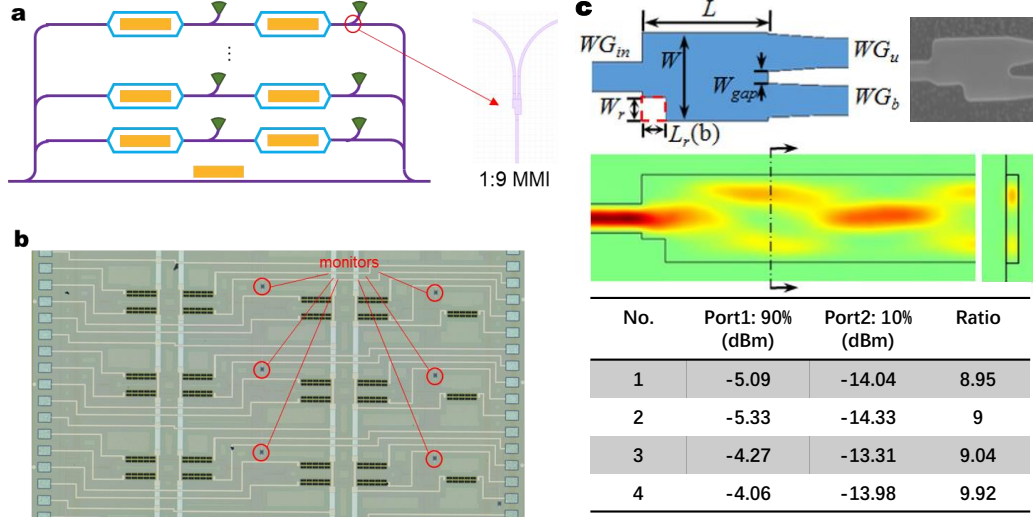 a
⋮
1:9 MMI
b
monitors
c
L
WG_in
W
WG_u
W_gap
W_r
WG_b
L_r(b)
No. Port1: 90% (dBm) Port2: 10% (dBm) Ratio
1 -5.09 -14.04 8.95
2 -5.33 -14.33 9
3 -4.27 -13.31 9.04
4 -4.06 -13.98 9.92